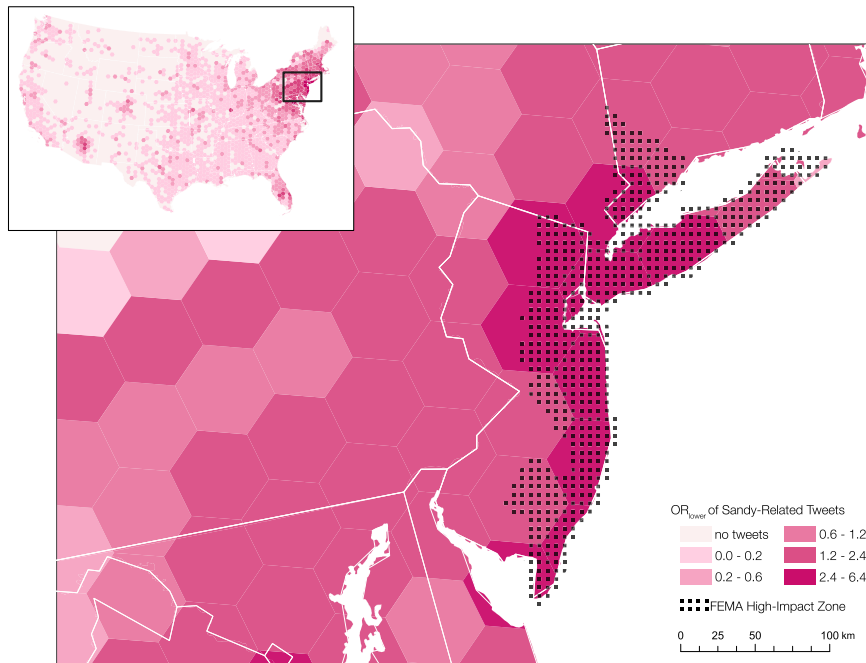 ORlower of Sandy-Related Tweets
no tweets
0.0 - 0.2
0.2 - 0.6
0.6 - 1.2
1.2 - 2.4
2.4 - 6.4
FEMA High-Impact Zone
0 25 50 100 km